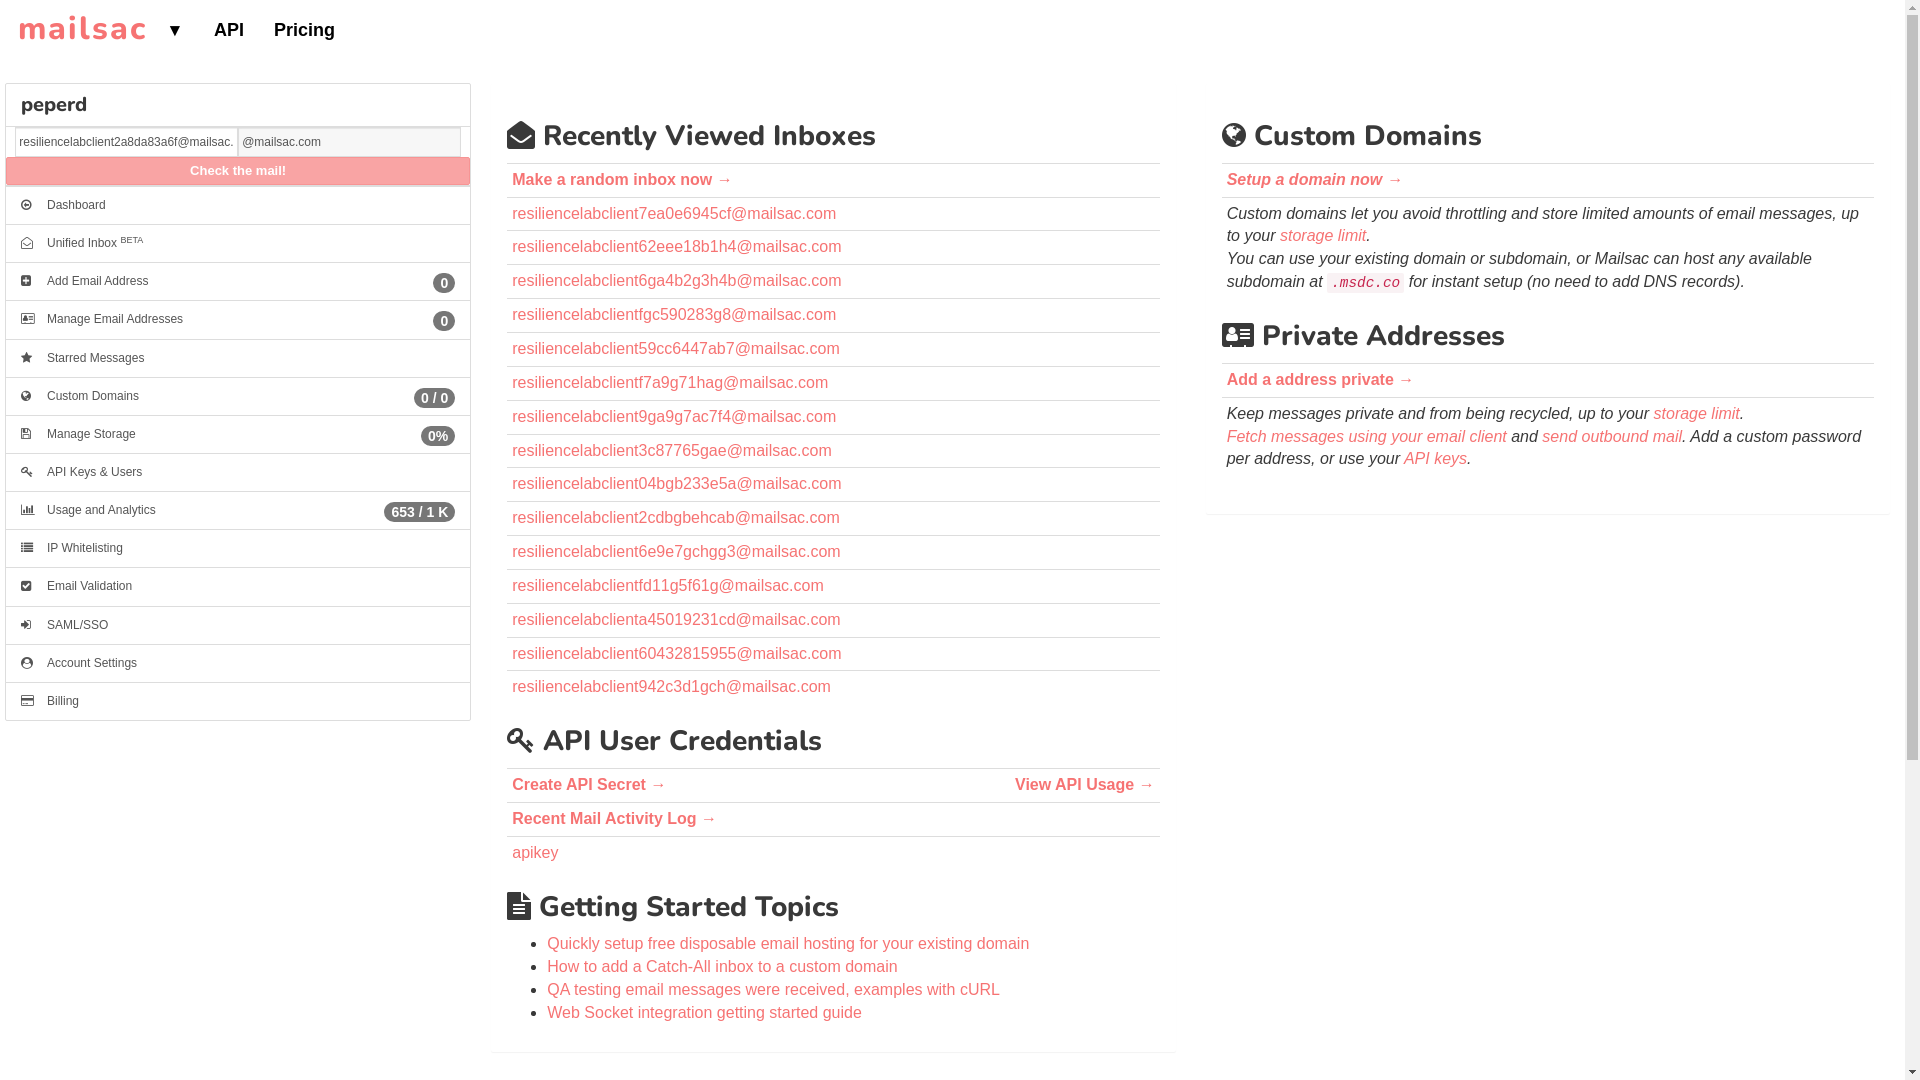 mailsac ▼ API Pricing
peperd
resiliencelabclient2a8da83a6f@mailsac. @mailsac.com
Check the mail!
Dashboard
Unified Inbox BETA
Add Email Address 0
Manage Email Addresses 0
Starred Messages
Custom Domains 0 / 0
Manage Storage 0%
API Keys & Users
Usage and Analytics 653 / 1 K
IP Whitelisting
Email Validation
SAML/SSO
Account Settings
Billing
Recently Viewed Inboxes
Make a random inbox now →
resiliencelabclient7ea0e6945cf@mailsac.com
resiliencelabclient62eee18b1h4@mailsac.com
resiliencelabclient6ga4b2g3h4b@mailsac.com
resiliencelabclientfgc590283g8@mailsac.com
resiliencelabclient59cc6447ab7@mailsac.com
resiliencelabclientf7a9g71hag@mailsac.com
resiliencelabclient9ga9g7ac7f4@mailsac.com
resiliencelabclient3c87765gae@mailsac.com
resiliencelabclient04bgb233e5a@mailsac.com
resiliencelabclient2cdbgbehcab@mailsac.com
resiliencelabclient6e9e7gchgg3@mailsac.com
resiliencelabclientfd11g5f61g@mailsac.com
resiliencelabclienta45019231cd@mailsac.com
resiliencelabclient60432815955@mailsac.com
resiliencelabclient942c3d1gch@mailsac.com
API User Credentials
Create API Secret → View API Usage →
Recent Mail Activity Log →
apikey
Getting Started Topics
• Quickly setup free disposable email hosting for your existing domain
• How to add a Catch-All inbox to a custom domain
• QA testing email messages were received, examples with cURL
• Web Socket integration getting started guide
Custom Domains
Setup a domain now →
Custom domains let you avoid throttling and store limited amounts of email messages, up
to your storage limit.
You can use your existing domain or subdomain, or Mailsac can host any available
subdomain at .msdc.co for instant setup (no need to add DNS records).
Private Addresses
Add a address private →
Keep messages private and from being recycled, up to your storage limit.
Fetch messages using your email client and send outbound mail. Add a custom password
per address, or use your API keys.